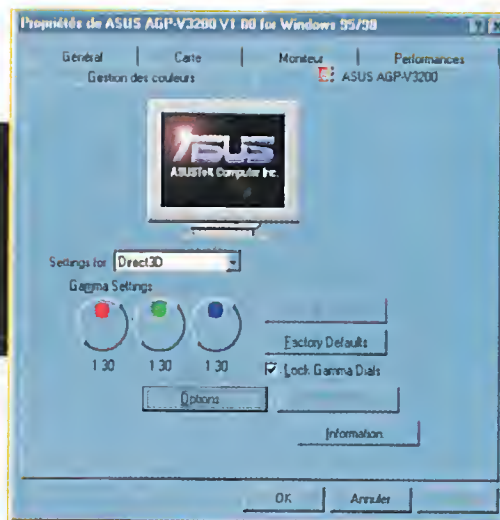 Propriétés de ASUS AGP-V3200 V1.00 for Windows 95/98
Général Carte Moniteur Performances
Gestion des couleurs ASUS AGP-V3200
ASUS
ASUSTeK Computer Inc.
Settings for Direct3D
Gamma Settings
1.30 1.30 1.30
Factory Defaults
Lock Gamma Dials
Options
Information
OK Annuler